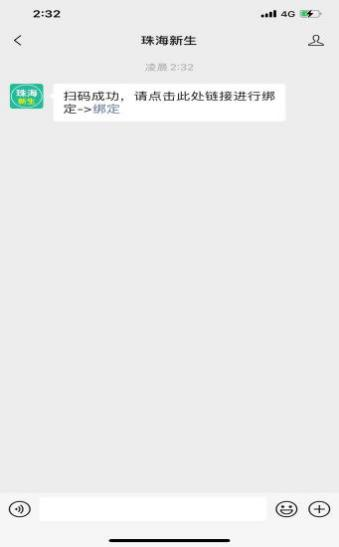 2:32
4G
珠海新生
凌晨 2:32
珠海
新生
扫码成功，请点击此处链接进行绑
定->绑定